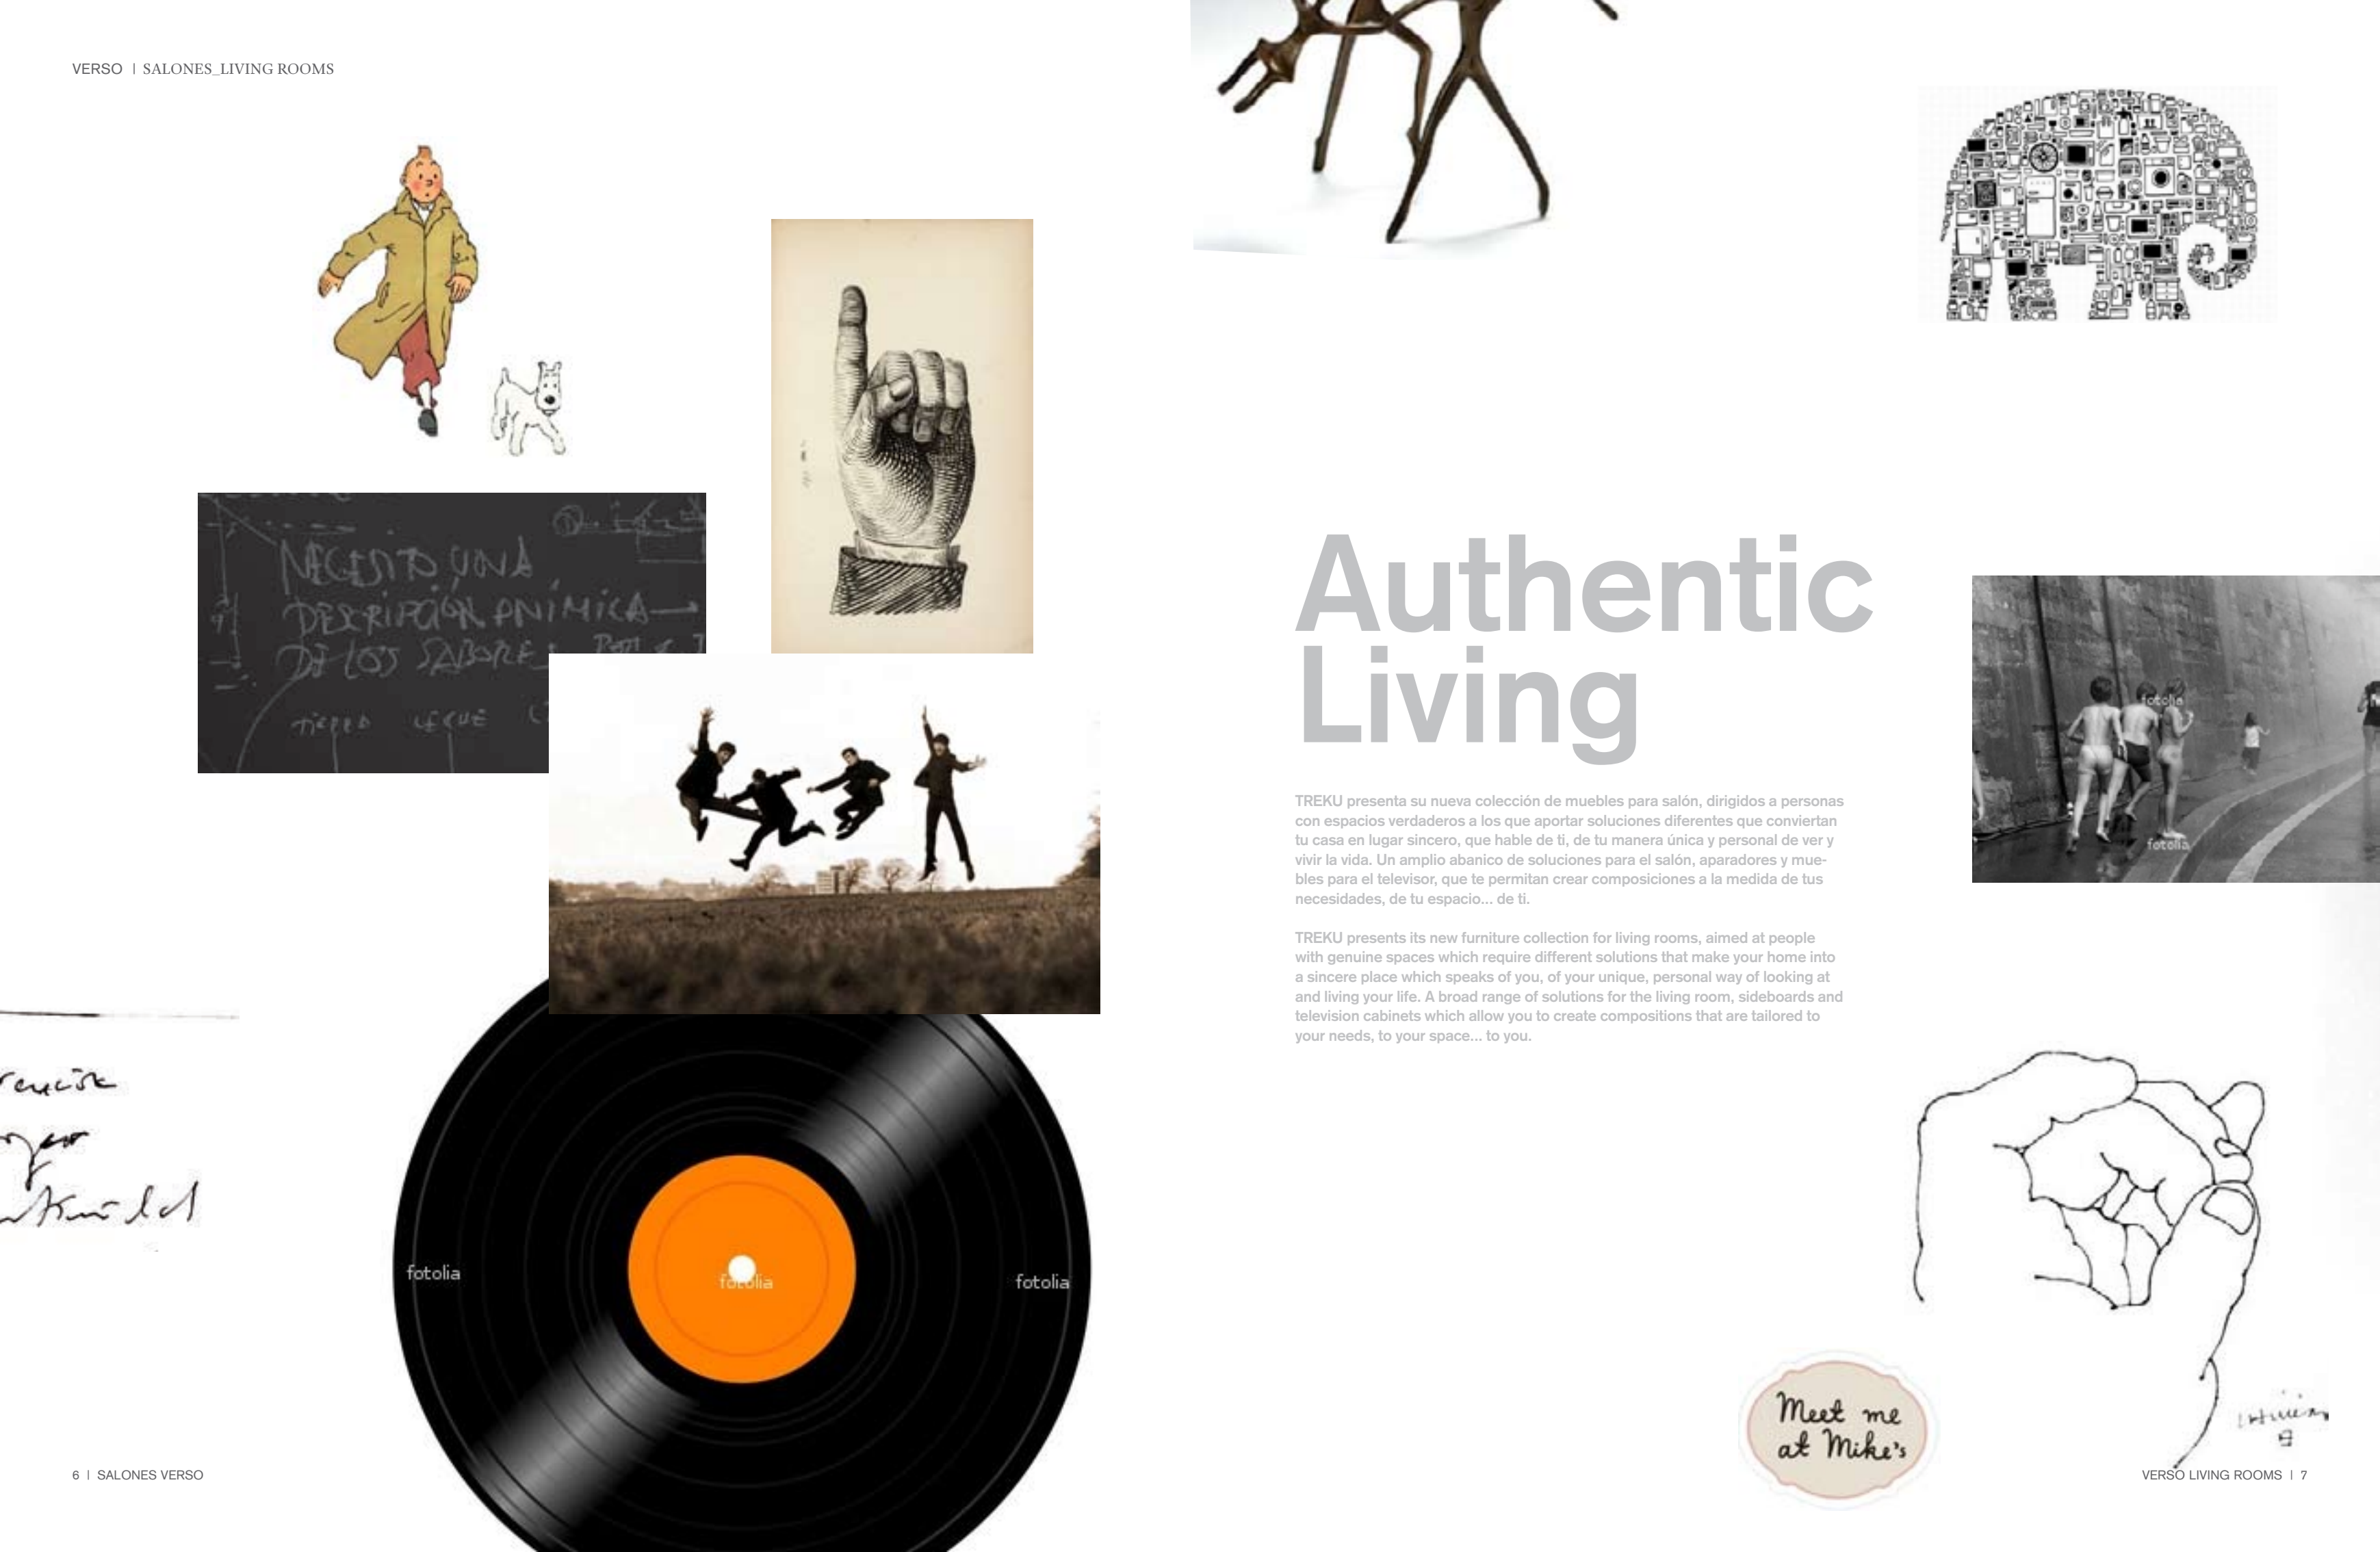 VERSO | SALONES_LIVING ROOMS
NECESITO UNA
DESCRIPCIÓN ANÍMICA
DE LOS SABORES
fotolia
fotolia
fotolia
6 | SALONES VERSO
Authentic
Living
TREKU presenta su nueva colección de muebles para salón, dirigidos a personas
con espacios verdaderos a los que aportar soluciones diferentes que conviertan
tu casa en lugar sincero, que hable de ti, de tu manera única y personal de ver y
vivir la vida. Un amplio abanico de soluciones para el salón, aparadores y mue-
bles para el televisor, que te permitan crear composiciones a la medida de tus
necesidades, de tu espacio... de ti.
TREKU presents its new furniture collection for living rooms, aimed at people
with genuine spaces which require different solutions that make your home into
a sincere place which speaks of you, of your unique, personal way of looking at
and living your life. A broad range of solutions for the living room, sideboards and
television cabinets which allow you to create compositions that are tailored to
your needs, to your space... to you.
fotolia
fotolia
Meet me
at Mike's
VERSO LIVING ROOMS | 7